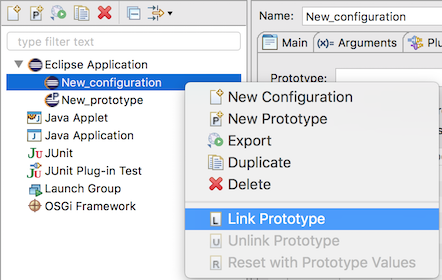 Name: New_configuration
type filter text
Main (x)= Arguments Plu
Eclipse Application
New_configuration
New_prototype
Java Applet
Java Application
JUnit
JUnit Plug-in Test
Launch Group
OSGi Framework
Prototype:
New Configuration
New Prototype
Export
Duplicate
Delete
Link Prototype
Unlink Prototype
Reset with Prototype Values